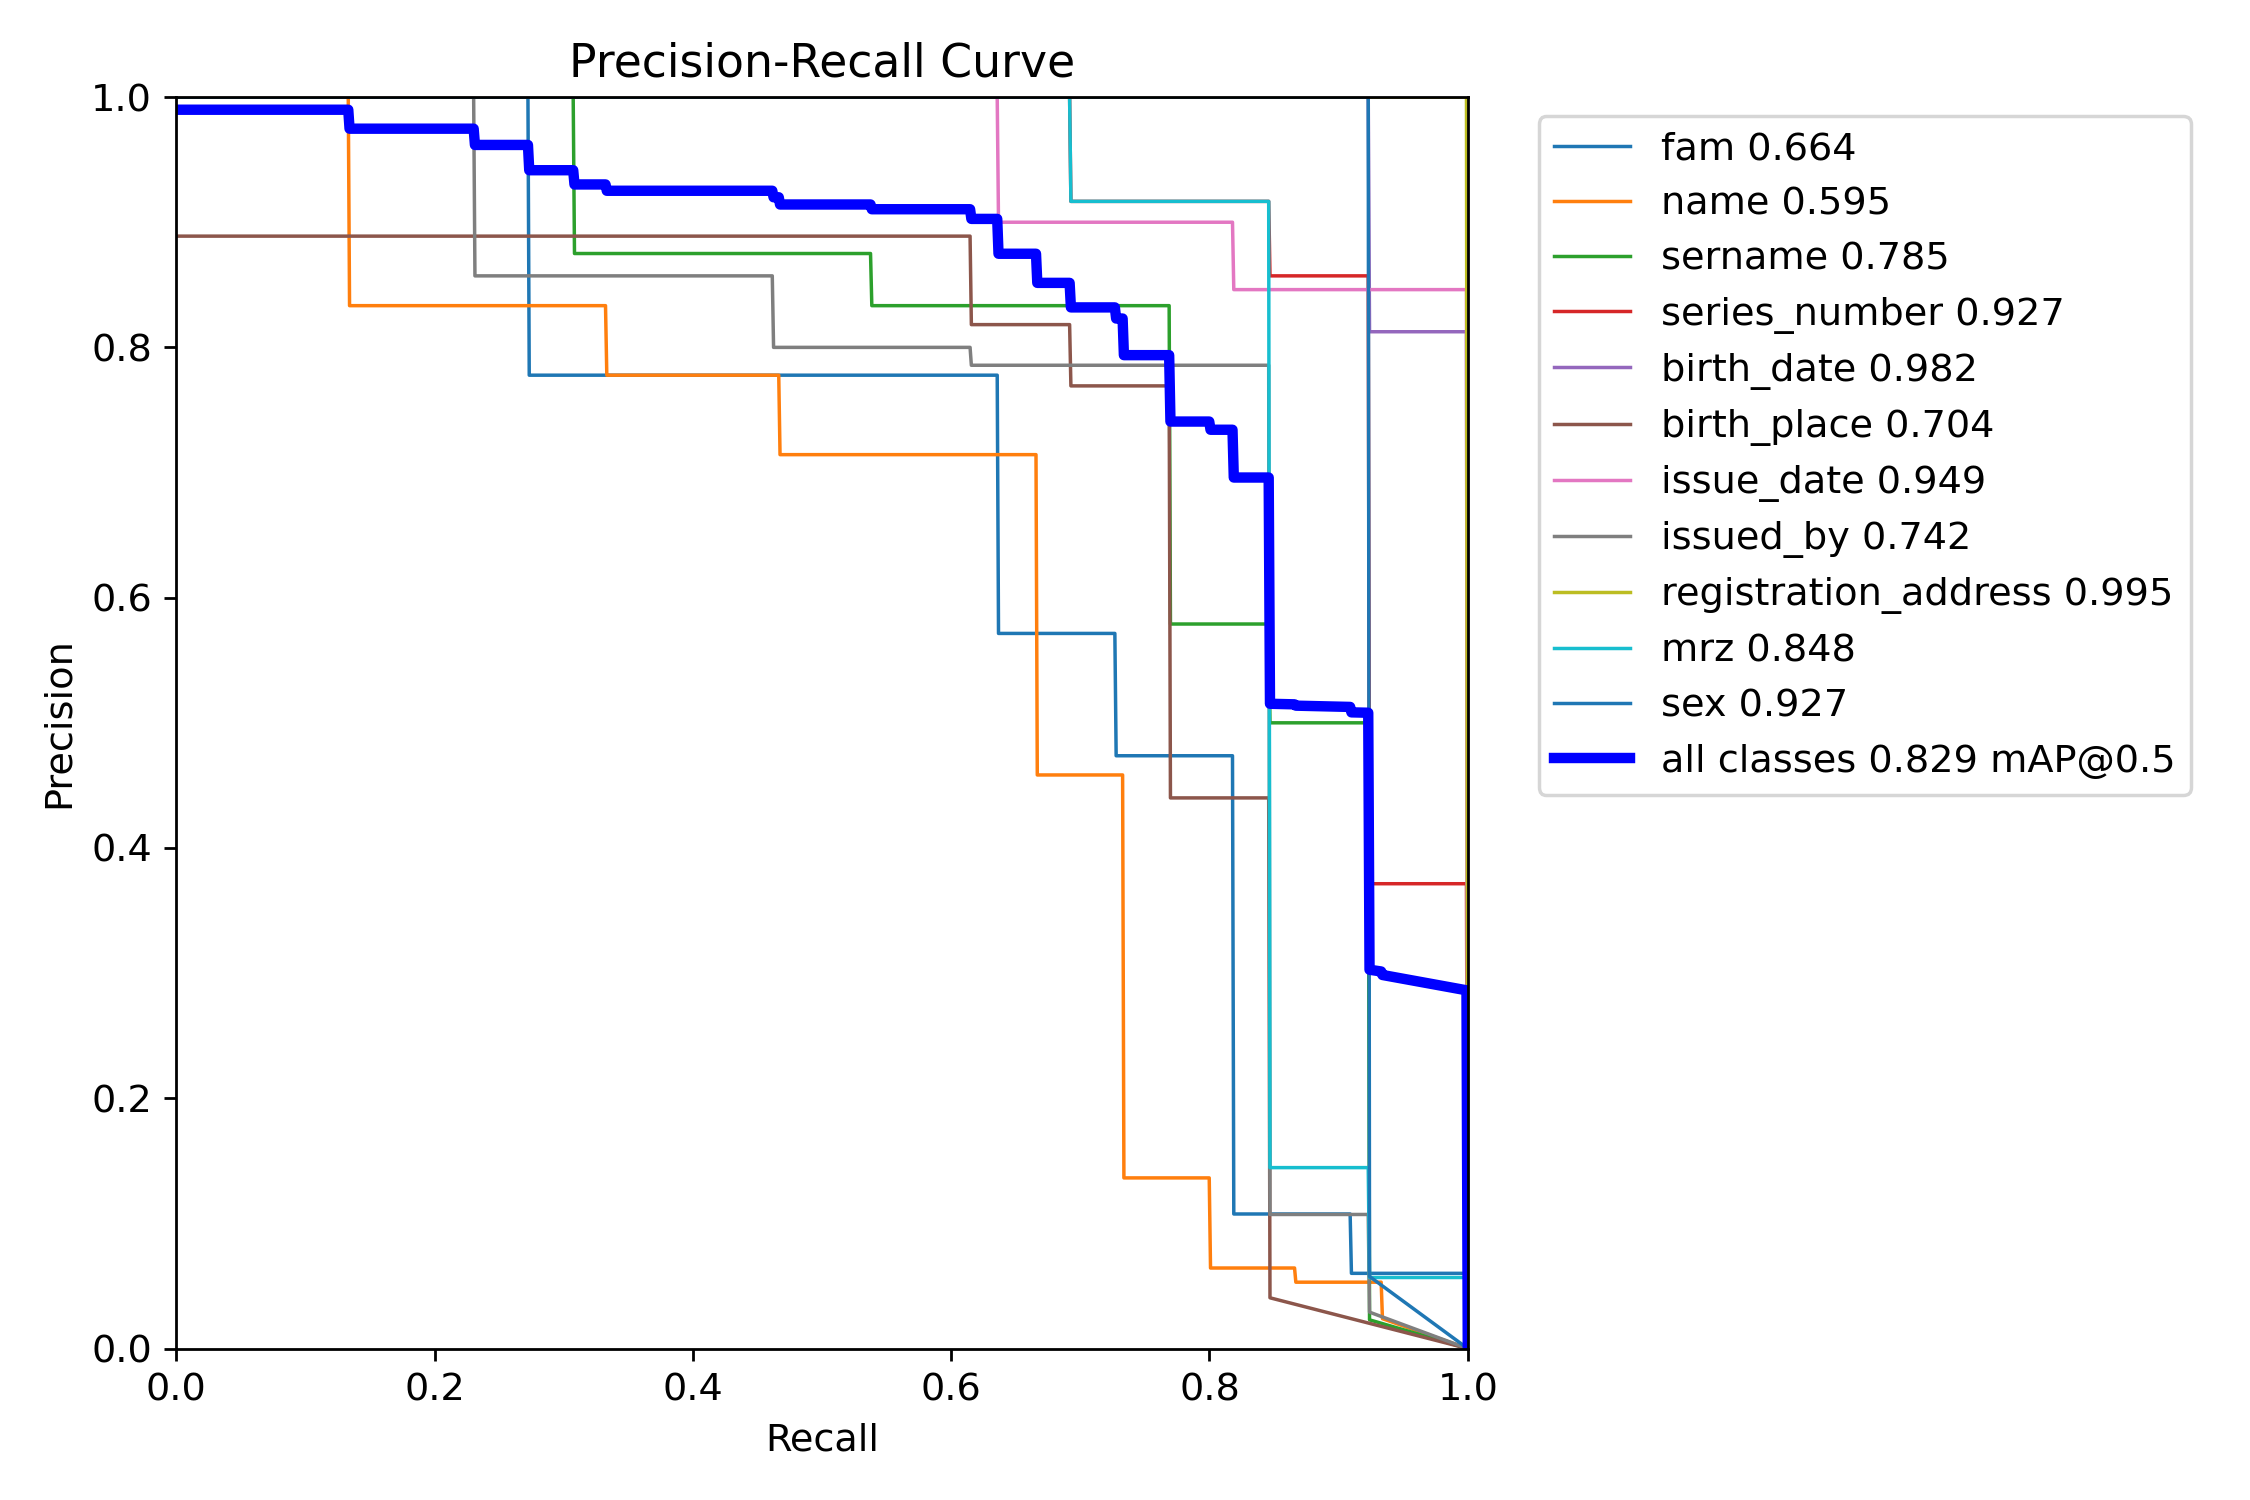 Precision-Recall Curve
1.0
0.8
0.6
0.4
0.2
0.0
Precision
0.0 0.2 0.4 0.6 0.8 1.0
Recall
fam 0.664
name 0.595
sername 0.785
series_number 0.927
birth_date 0.982
birth_place 0.704
issue_date 0.949
issued_by 0.742
registration_address 0.995
mrz 0.848
sex 0.927
all classes 0.829 mAP@0.5